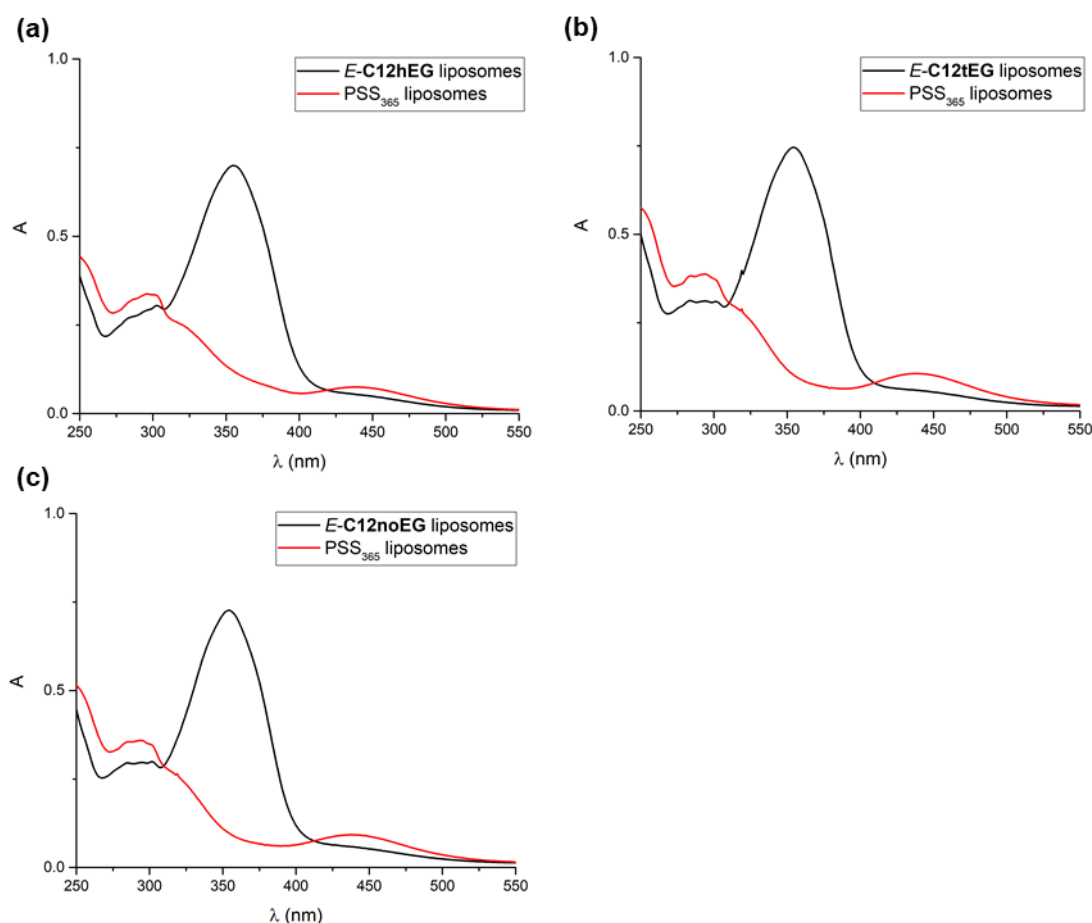 (a)
1.0
0.5
0.0
A
E-C12hEG liposomes
PSS365 liposomes
250 300 350 400 450 500 550
λ (nm)
(b)
1.0
0.5
0.0
A
E-C12tEG liposomes
PSS365 liposomes
250 300 350 400 450 500 550
λ (nm)
(c)
1.0
0.5
0.0
A
E-C12noEG liposomes
PSS365 liposomes
250 300 350 400 450 500 550
λ (nm)